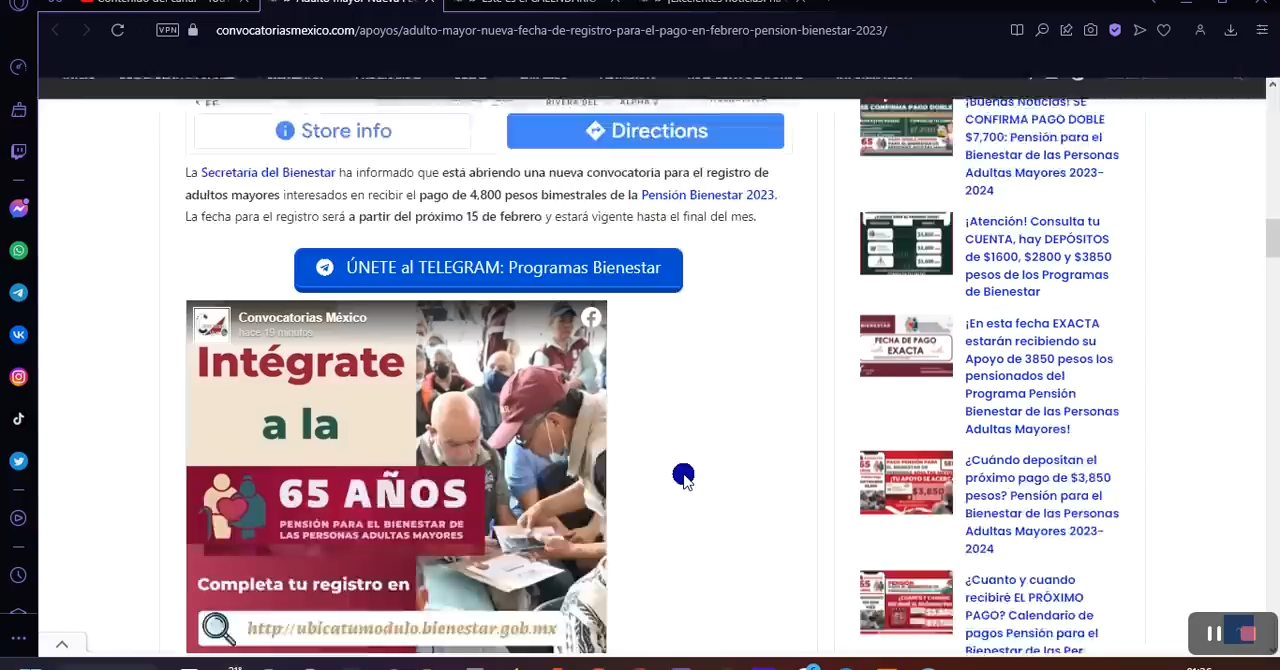 VPN
convocatoriasmexico.com/apoyos/adulto-mayor-nueva-fecha-de-registro-para-el-pago-en-febrero-pension-bienestar-2023/
Store info
Directions
La Secretaría del Bienestar ha informado que está abriendo una nueva convocatoria para el registro de
adultos mayores interesados en recibir el pago de 4,800 pesos bimestrales de la Pensión Bienestar 2023.
La fecha para el registro será a partir del próximo 15 de febrero y estará vigente hasta el final del mes.
ÚNETE al TELEGRAM: Programas Bienestar
Convocatorias México
hace 19 minutos
Intégrate
a la
65 AÑOS
PENSIÓN PARA EL BIENESTAR DE
LAS PERSONAS ADULTAS MAYORES
Completa tu registro en
http://ubicatumodulo.bienestar.gob.mx
¡Buenas Noticias! SE
CONFIRMA PAGO DOBLE
$7,700: Pensión para el
Bienestar de las Personas
Adultas Mayores 2023-
2024
¡Atención! Consulta tu
CUENTA, hay DEPÓSITOS
de $1600, $2800 y $3850
pesos de los Programas
de Bienestar
FECHA DE PAGO
EXACTA
¡En esta fecha EXACTA
estarán recibiendo su
Apoyo de 3850 pesos los
pensionados del
Programa Pensión
Bienestar de las Personas
Adultas Mayores!
¿Cuándo depositan el
próximo pago de $3,850
pesos? Pensión para el
Bienestar de las Personas
Adultas Mayores 2023-
2024
¿Cuanto y cuando
recibiré EL PRÓXIMO
PAGO? Calendario de
pagos Pensión para el
Bienestar de las Per